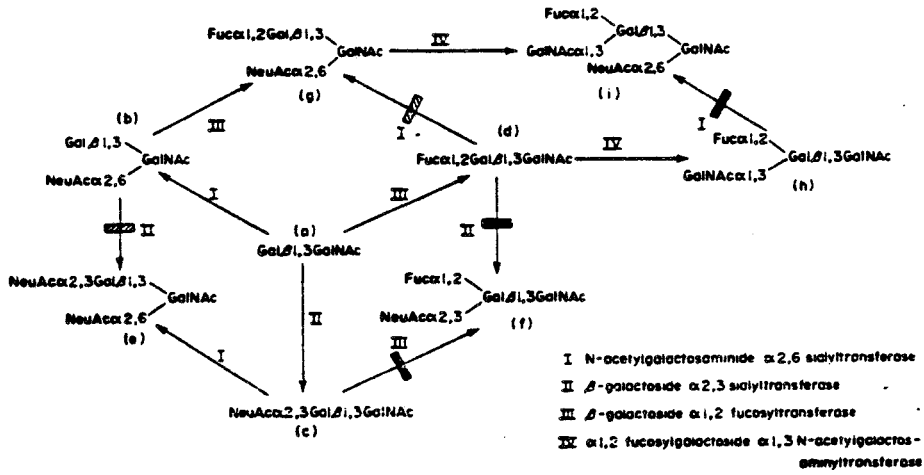 Fucα1,2
Galβ1,3
GalNAcα1,3
GalNAc
NeuAcα2,6
(i)
Fucα1,2Galβ1,3
GalNAc
NeuAcα2,6
(g)
IV
(b)
Galβ1,3
GalNAc
NeuAcα2,6
III
I
(d)
Fucα1,2Galβ1,3GalNAc
IV
I
Fucα1,2
Galβ1,3GalNAc
GalNAcα1,3
(h)
II
I
(a)
Galβ1,3GalNAc
III
II
NeuAcα2,3Galβ1,3
GalNAc
NeuAcα2,6
(e)
II
Fucα1,2
Galβ1,3GalNAc
NeuAcα2,3
(f)
I
III
NeuAcα2,3Galβ1,3GalNAc
(c)
I N-acetylgalactosaminide α2,6 sialyltransferase
II β-galactoside α2,3 sialyltransferase
III β-galactoside α1,2 fucosyltransferase
IV α1,2 fucosylgalactoside α1,3 N-acetylgalactos-
aminyltransferase